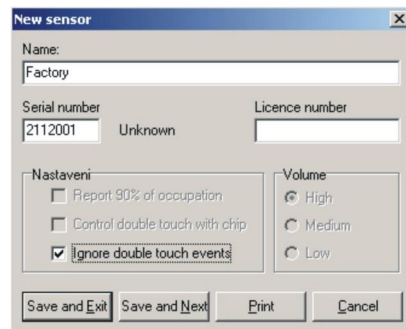 New sensor
Name:
Factory
Serial number Licence number
2112001 Unknown
Nastaveni Volume
Report 90% of occupation High
Control double touch with chip Medium
Ignore double touch events Low
Save and Exit Save and Next Print Cancel